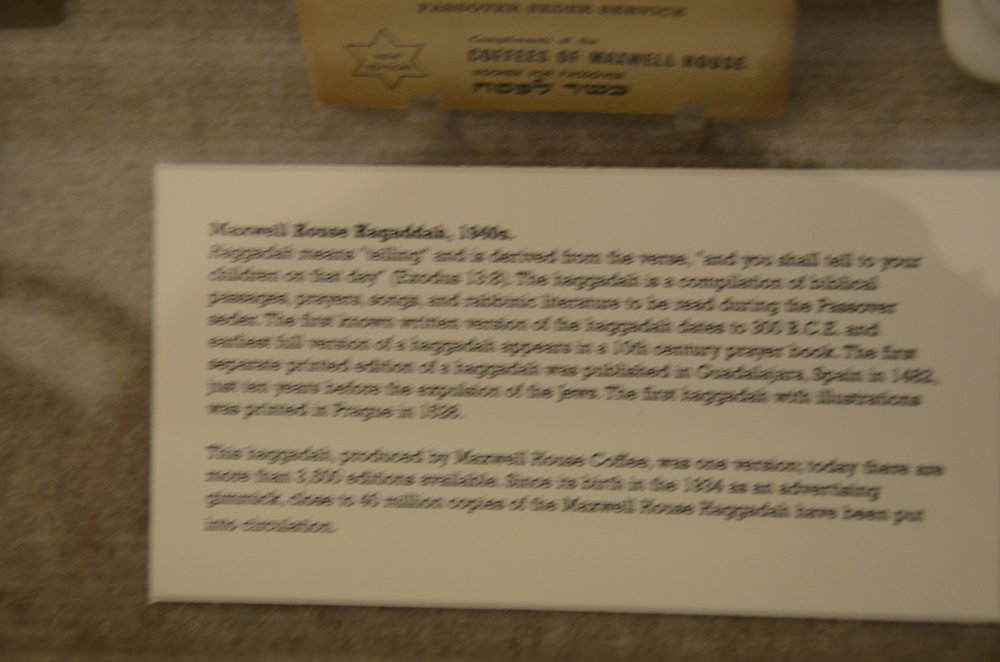 PASSOVER SEDER SERVICE
Compliments of the
COFFEES OF MAXWELL HOUSE
KOSHER FOR PASSOVER
כשר לפסח
NEW
EDITION
Maxwell House Haggadah, 1940s.
Haggadah means "telling" and is derived from the verse, "and you shall tell to your
children on that day" (Exodus 13:8). The haggadah is a compilation of biblical
passages, prayers, songs, and rabbinic literature to be read during the Passover
seder. The first known written version of the haggadah dates to 300 B.C.E. and
earliest full version of a haggadah appears in a 10th century prayer book. The first
separate printed edition of a haggadah was published in Guadalajara, Spain in 1482,
just ten years before the expulsion of the Jews. The first haggadah with illustrations
was printed in Prague in 1526.
This haggadah, produced by Maxwell House Coffee, was one version; today there are
more than 3,500 editions available. Since its birth in the 1934 as an advertising
gimmick, close to 40 million copies of the Maxwell House Haggadah have been put
into circulation.